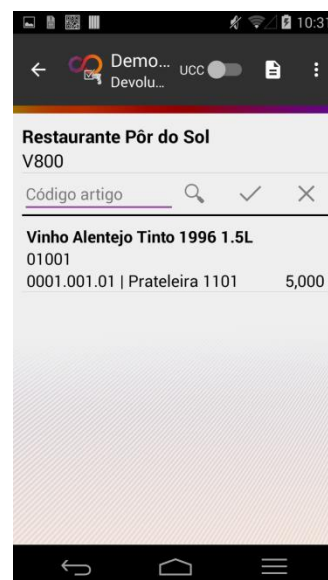 10:31
Demo...
Devolu...
UCC
Restaurante Pôr do Sol
V800
Código artigo
Vinho Alentejo Tinto 1996 1.5L
01001
0001.001.01 | Prateleira 1101 5,000